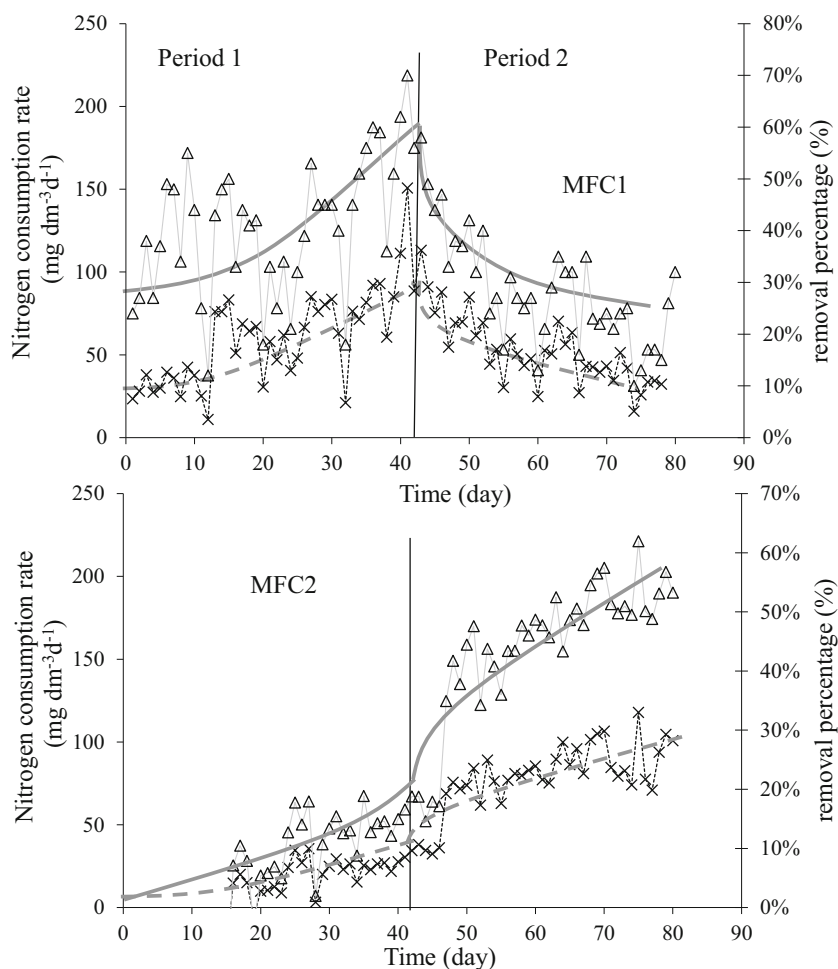 250
200
150
100
50
0
Nitrogen consumption rate
(mg dm-3d-1)
Period 1
Period 2
MFC1
80%
70%
60%
50%
40%
30%
20%
10%
0%
removal percentage (%)
0 10 20 30 40 50 60 70 80 90
Time (day)
250
200
150
100
50
0
Nitrogen consumption rate
(mg dm-3d-1)
MFC2
70%
60%
50%
40%
30%
20%
10%
0%
removal percentage (%)
0 10 20 30 40 50 60 70 80 90
Time (day)